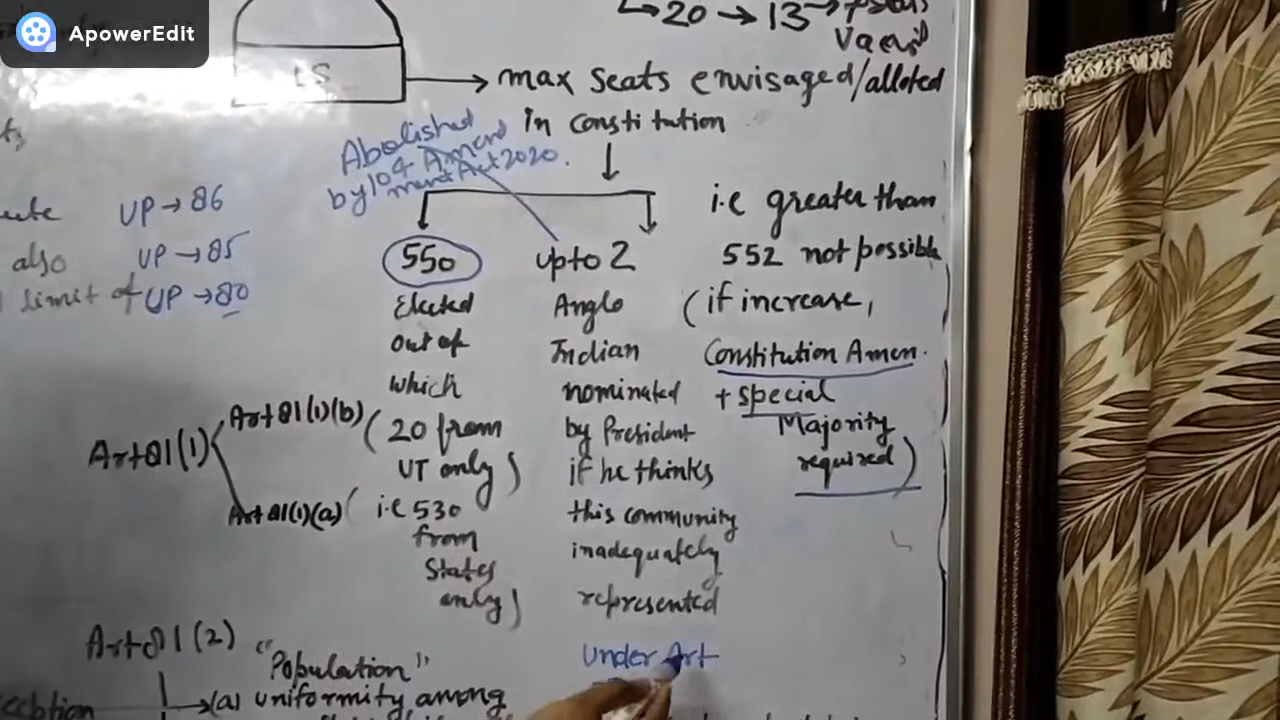 ApowerEdit
↳ 20 → 13 →
LS
→ max seats envisaged/alloted
in constitution
Abolished
by 104 Amend
ment Act 2020.
UP → 86
also UP → 85
limit of UP → 80
550
Elected
out of
which
20 from
UT only)
i.e 530
from
States
only)
upto 2
Anglo
Indian
nominated
by President
if he thinks
this community
inadequately
represented
under Art
i.e greater than
552 not possible
(if increase,
Constitution Amen.
+ special
Majority
required)
Art 81(1)
Art 81(1)(b) (
Art 81(1)(a) (
Art 81(2)
"Population"
→ (a) uniformity among